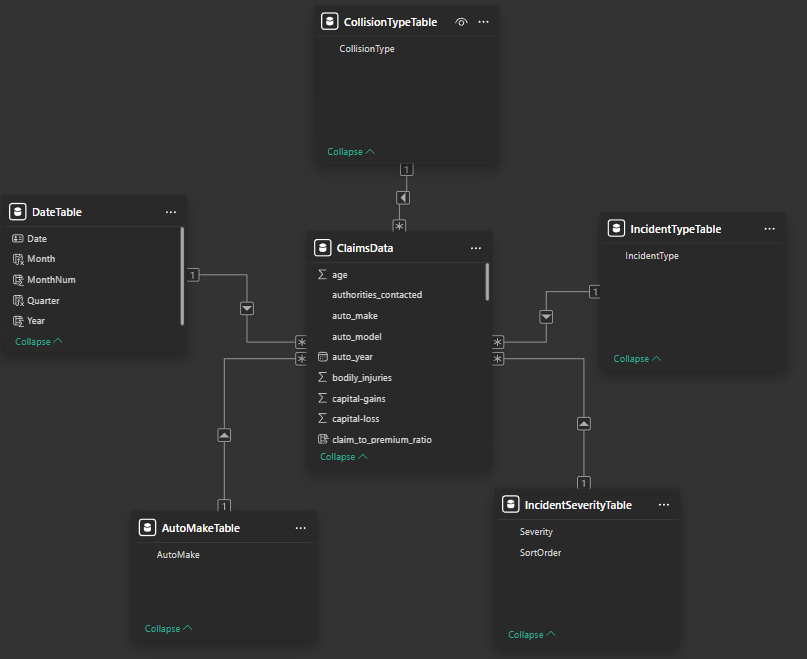 CollisionTypeTable
CollisionType
Collapse
1
*
DateTable
Date
Month
MonthNum
Quarter
Year
Collapse
1
*
ClaimsData
age
authorities_contacted
auto_make
auto_model
auto_year
bodily_injuries
capital-gains
capital-loss
claim_to_premium_ratio
Collapse
IncidentTypeTable
IncidentType
Collapse
1
*
*
*
1
1
AutoMakeTable
AutoMake
Collapse
IncidentSeverityTable
Severity
SortOrder
Collapse